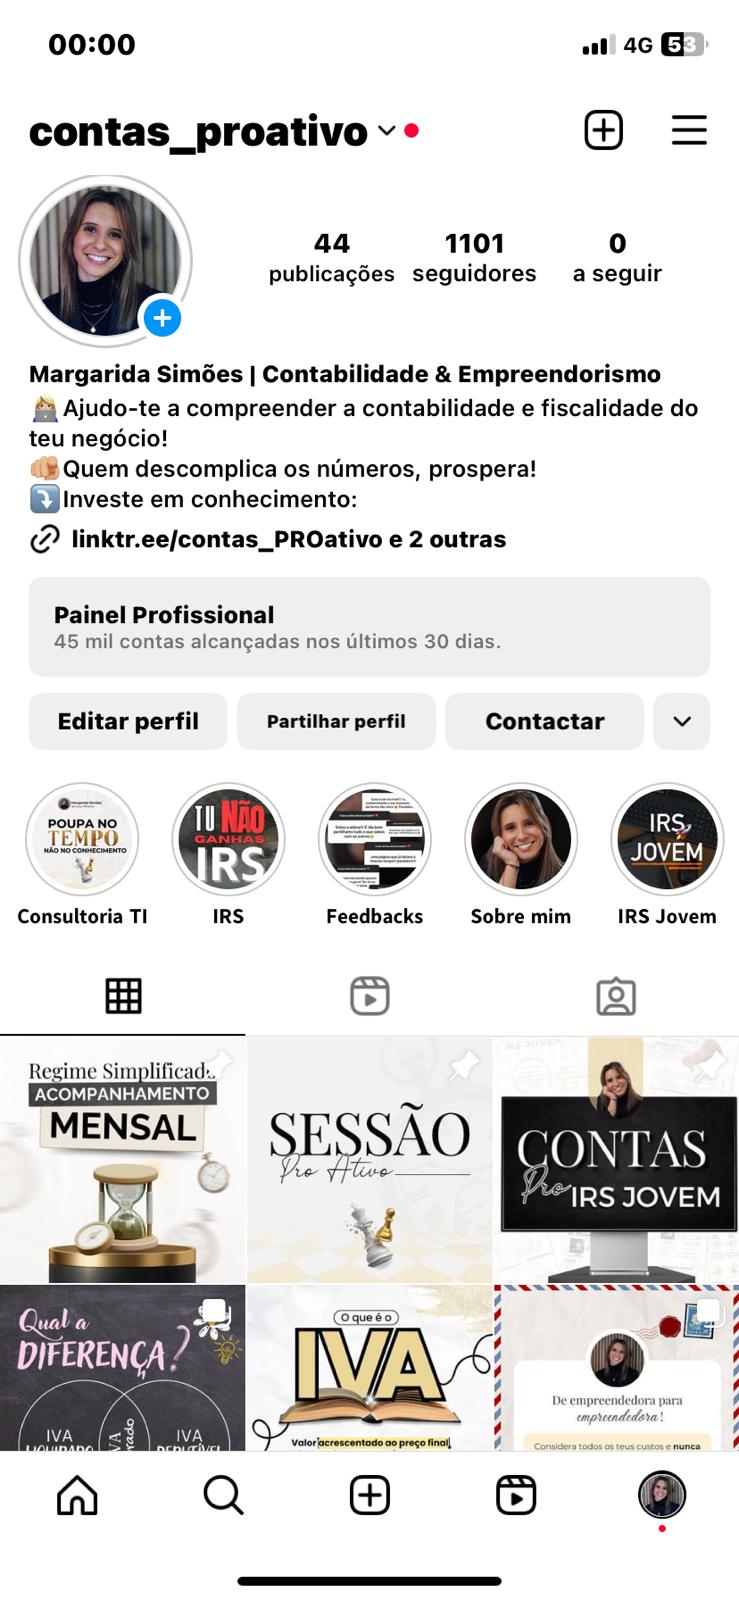 00:00
4G 53
contas_proativo
44
publicações
1101
seguidores
0
a seguir
Margarida Simões | Contabilidade & Empreendorismo
Ajudo-te a compreender a contabilidade e fiscalidade do
teu negócio!
Quem descomplica os números, prospera!
Investe em conhecimento:
linktr.ee/contas_PROativo e 2 outras
Painel Profissional
45 mil contas alcançadas nos últimos 30 dias.
Editar perfil
Partilhar perfil
Contactar
POUPA NO
TEMPO
NÃO NO CONHECIMENTO
TU NÃO
GANHAS
IRS
IRS
JOVEM
Consultoria TI
IRS
Feedbacks
Sobre mim
IRS Jovem
Regime Simplificado
ACOMPANHAMENTO
MENSAL
SESSÃO
Pro Ativo
CONTAS
Pro IRS JOVEM
Qual a
DIFERENÇA?
IVA
IVA
O que é o
IVA
Valor acrescentado ao preço final,
De empreendedora para
empreendedora!
Considera todos os teus custos e nunca